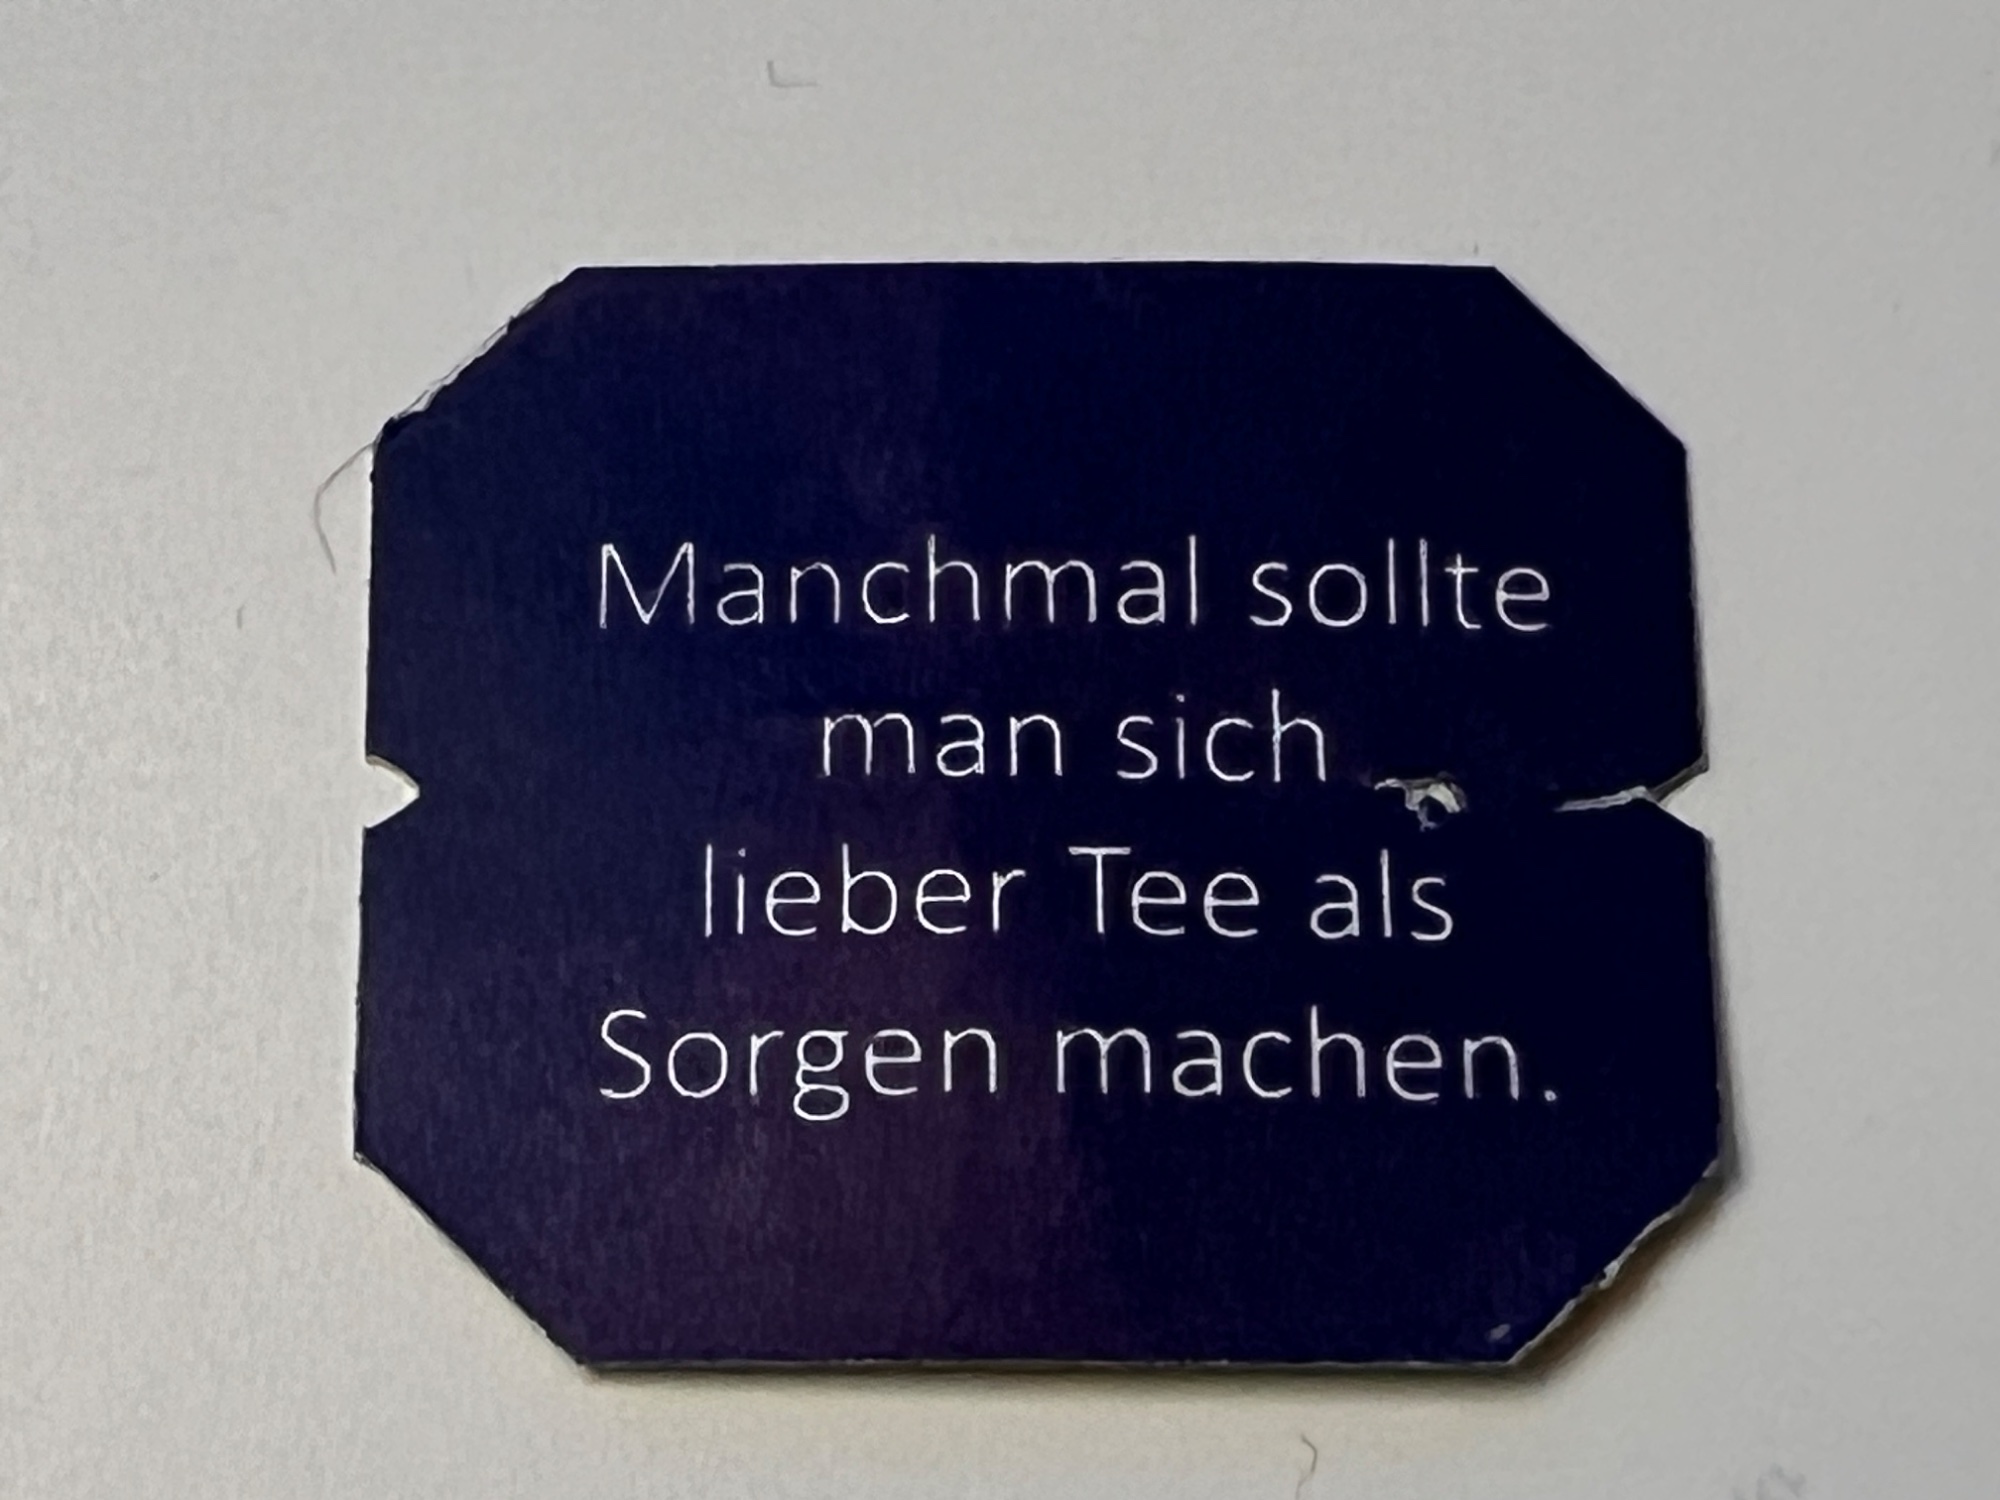 Manchmal sollte
man sich
lieber Tee als
Sorgen machen.